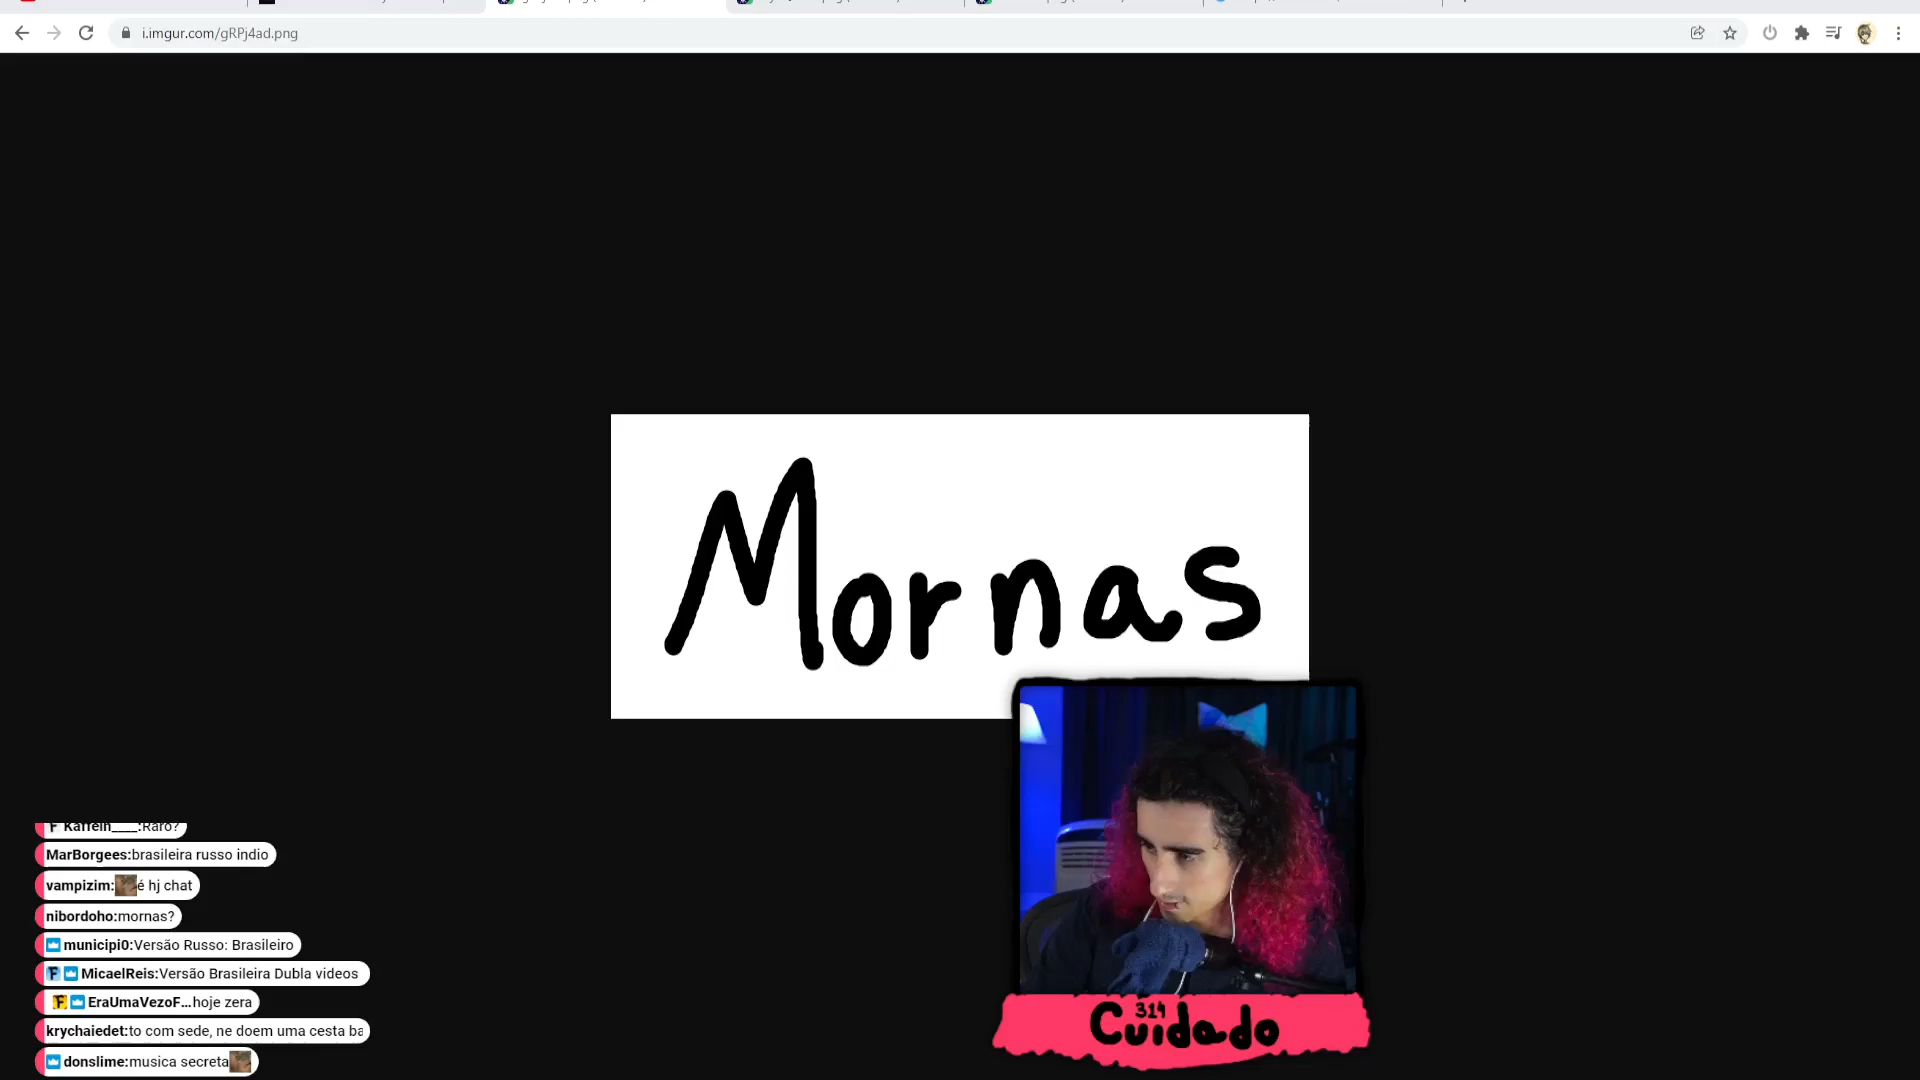 i.imgur.com/gRPj4ad.png
Mornas
Kaffein____:Raro?
MarBorgees:brasileira russo indio
vampizim:é hj chat
nibordoho:mornas?
municipi0:Versão Russo: Brasileiro
MicaelReis:Versão Brasileira Dubla videos
EraUmaVezoF...hoje zera
krychaiedet:to com sede, ne doem uma cesta ba
donslime:musica secreta
314
Cuidado